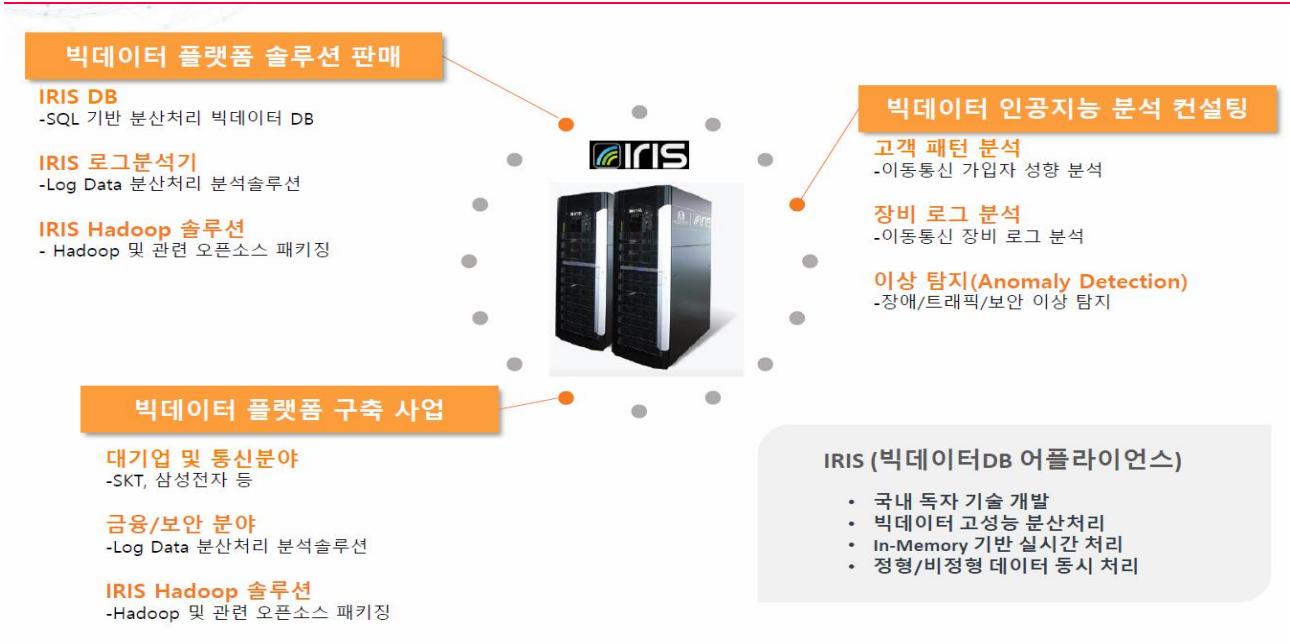 빅데이터 플랫폼 솔루션 판매
IRIS DB
-SQL 기반 분산처리 빅데이터 DB
IRIS 로그분석기
-Log Data 분산처리 분석솔루션
IRIS Hadoop 솔루션
- Hadoop 및 관련 오픈소스 패키징
IRIS
빅데이터 인공지능 분석 컨설팅
고객 패턴 분석
-이동통신 가입자 성향 분석
장비 로그 분석
-이동통신 장비 로그 분석
이상 탐지(Anomaly Detection)
-장애/트래픽/보안 이상 탐지
빅데이터 플랫폼 구축 사업
대기업 및 통신분야
-SKT, 삼성전자 등
금융/보안 분야
-Log Data 분산처리 분석솔루션
IRIS Hadoop 솔루션
-Hadoop 및 관련 오픈소스 패키징
IRIS (빅데이터DB 어플라이언스)
• 국내 독자 기술 개발
• 빅데이터 고성능 분산처리
• In-Memory 기반 실시간 처리
• 정형/비정형 데이터 동시 처리